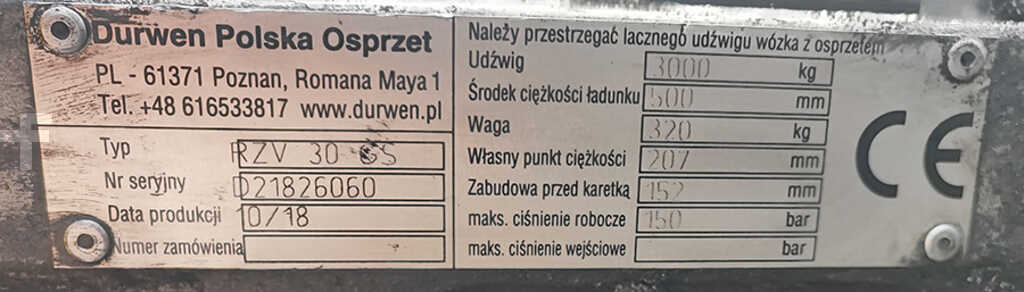 Durwen Polska Osprzet
PL - 61371 Poznan, Romana Maya 1
Tel. +48 616533817 www.durwen.pl
Typ RZV 30 GS
Nr seryjny D21826060
Data produkcji 10/18
Numer zamówienia
Należy przestrzegać łacznego udźwigu wózka z osprzętem
Udźwig 3000 kg
Środek ciężkości ładunku 500 mm
Waga 320 kg
Własny punkt ciężkości 207 mm
Zabudowa przed karetką 152 mm
maks. ciśnienie robocze 150 bar
maks. ciśnienie wejściowe bar
CE